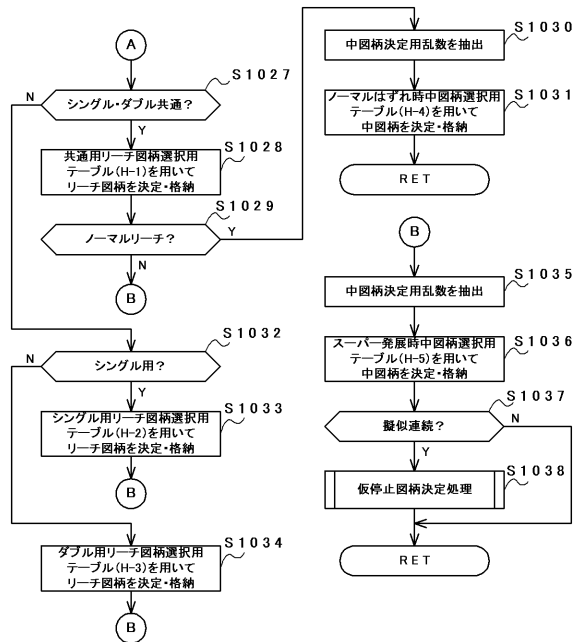 A
S1027
シングル・ダブル共通?
N
Y
S1028
共通用リーチ図柄選択用
テーブル(H-1)を用いて
リーチ図柄を決定・格納
S1029
ノーマルリーチ?
Y
N
B
S1032
シングル用?
N
Y
S1033
シングル用リーチ図柄選択用
テーブル(H-2)を用いて
リーチ図柄を決定・格納
B
S1034
ダブル用リーチ図柄選択用
テーブル(H-3)を用いて
リーチ図柄を決定・格納
B
S1030
中図柄決定用乱数を抽出
S1031
ノーマルはずれ時中図柄選択用
テーブル(H-4)を用いて
中図柄を決定・格納
RET
B
S1035
中図柄決定用乱数を抽出
S1036
スーパー発展時中図柄選択用
テーブル(H-5)を用いて
中図柄を決定・格納
S1037
擬似連続?
N
Y
S1038
仮停止図柄決定処理
RET